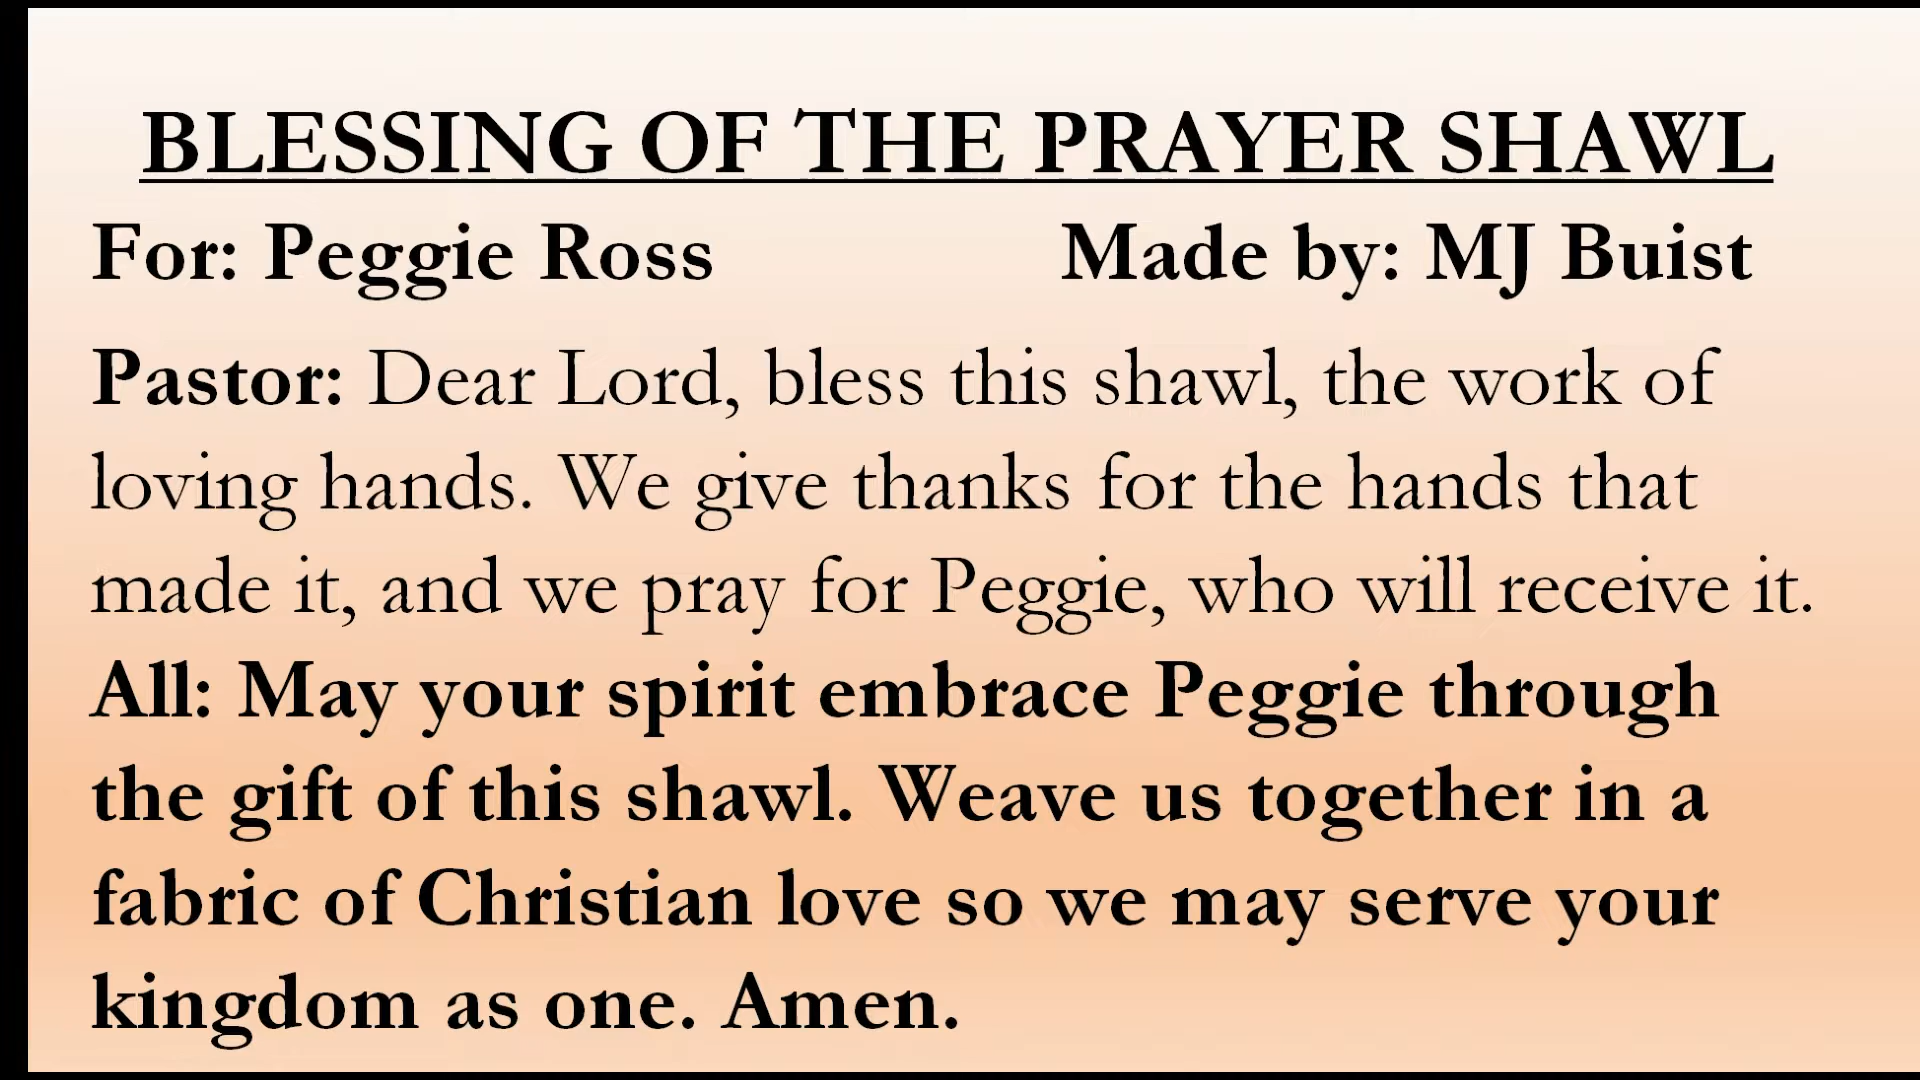 BLESSING OF THE PRAYER SHAWL
For: Peggie Ross Made by: MJ Buist
Pastor: Dear Lord, bless this shawl, the work of
loving hands. We give thanks for the hands that
made it, and we pray for Peggie, who will receive it.
All: May your spirit embrace Peggie through
the gift of this shawl. Weave us together in a
fabric of Christian love so we may serve your
kingdom as one. Amen.